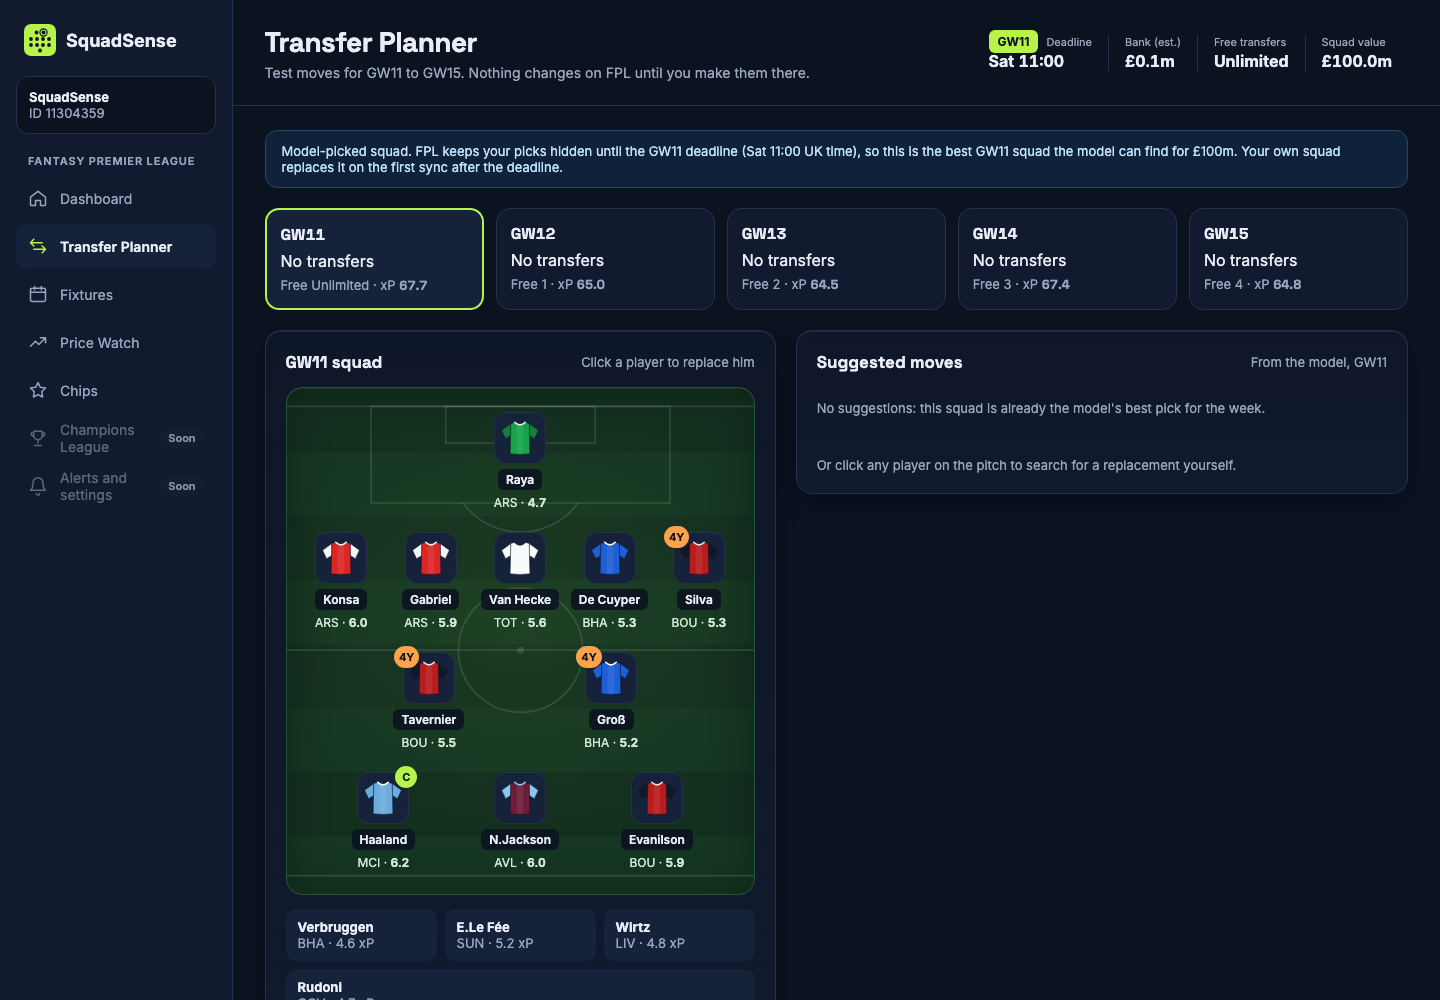 SquadSense
SquadSense
ID 11304359
FANTASY PREMIER LEAGUE
Dashboard
Transfer Planner
Fixtures
Price Watch
Chips
Champions League
Soon
Alerts and settings
Soon
Transfer Planner
Test moves for GW11 to GW15. Nothing changes on FPL until you make them there.
GW11 Deadline
Sat 11:00
Bank (est.)
£0.1m
Free transfers
Unlimited
Squad value
£100.0m
Model-picked squad. FPL keeps your picks hidden until the GW11 deadline (Sat 11:00 UK time), so this is the best GW11 squad the model can find for £100m. Your own squad
replaces it on the first sync after the deadline.
GW11
No transfers
Free Unlimited · xP 67.7
GW12
No transfers
Free 1 · xP 65.0
GW13
No transfers
Free 2 · xP 64.5
GW14
No transfers
Free 3 · xP 67.4
GW15
No transfers
Free 4 · xP 64.8
GW11 squad
Click a player to replace him
Raya
ARS · 4.7
Konsa
ARS · 6.0
Gabriel
ARS · 5.9
Van Hecke
TOT · 5.6
De Cuyper
BHA · 5.3
4Y
Silva
BOU · 5.3
4Y
Tavernier
BOU · 5.5
4Y
Groß
BHA · 5.2
C
Haaland
MCI · 6.2
N.Jackson
AVL · 6.0
Evanilson
BOU · 5.9
Verbruggen
BHA · 4.6 xP
E.Le Fée
SUN · 5.2 xP
Wirtz
LIV · 4.8 xP
Rudoni
Suggested moves
From the model, GW11
No suggestions: this squad is already the model's best pick for the week.
Or click any player on the pitch to search for a replacement yourself.